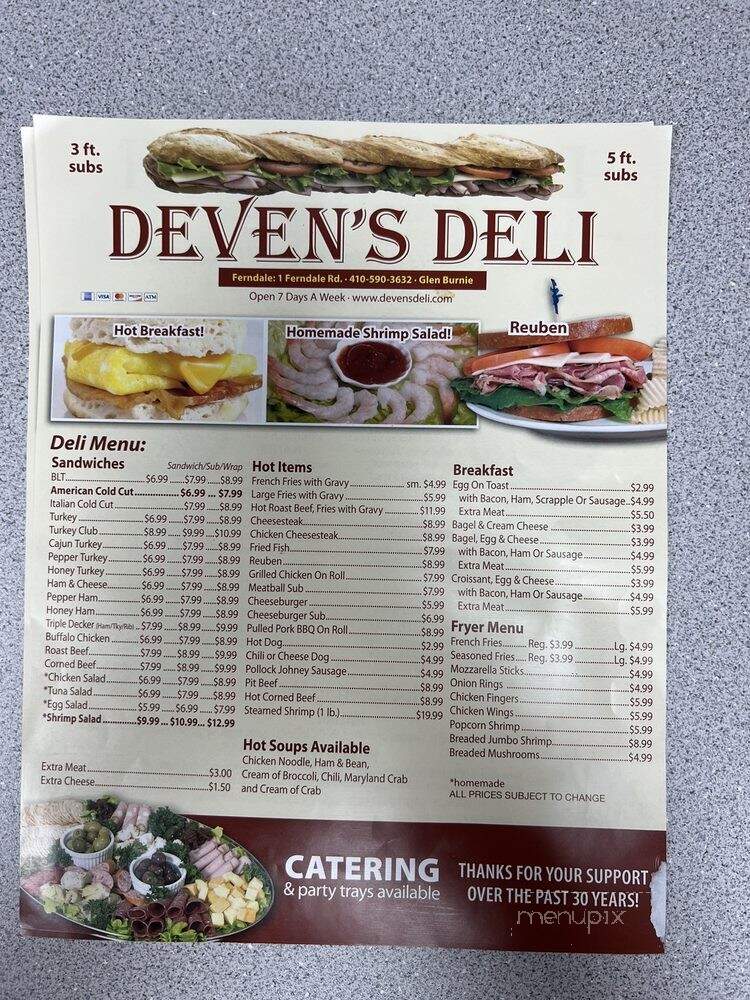 3 ft.
subs
5 ft.
subs
DEVEN'S DELI
Ferndale: 1 Ferndale Rd. · 410-590-3632 · Glen Burnie
VISA ATM
Open 7 Days A Week · www.devensdeli.com
Hot Breakfast!
Homemade Shrimp Salad!
Reuben
Deli Menu:
Sandwiches Sandwich/Sub/Wrap
BLT $6.99 $7.99 $8.99
American Cold Cut $6.99 ... $7.99
Italian Cold Cut $7.99 $8.99
Turkey $6.99 $7.99 $8.99
Turkey Club $8.99 $9.99 $10.99
Cajun Turkey $6.99 $7.99 $8.99
Pepper Turkey $6.99 $7.99 $8.99
Honey Turkey $6.99 $7.99 $8.99
Ham & Cheese $6.99 $7.99 $8.99
Pepper Ham $6.99 $7.99 $8.99
Honey Ham $6.99 $7.99 $8.99
Triple Decker (Ham/Tky/Rib) $7.99 $8.99 $9.99
Buffalo Chicken $6.99 $7.99 $8.99
Roast Beef $7.99 $8.99 $9.99
Corned Beef $7.99 $8.99 $9.99
*Chicken Salad $6.99 $7.99 $8.99
*Tuna Salad $6.99 $7.99 $8.99
*Egg Salad $5.99 $6.99 $7.99
*Shrimp Salad $9.99 ... $10.99 ... $12.99
Extra Meat $3.00
Extra Cheese $1.50
Hot Items
French Fries with Gravy sm. $4.99
Large Fries with Gravy $5.99
Hot Roast Beef, Fries with Gravy $11.99
Cheesesteak $8.99
Chicken Cheesesteak $8.99
Fried Fish $7.99
Reuben $8.99
Grilled Chicken On Roll $7.99
Meatball Sub $7.99
Cheeseburger $5.99
Cheeseburger Sub $6.99
Pulled Pork BBQ On Roll $8.99
Hot Dog $2.99
Chili or Cheese Dog $4.99
Pollock Johney Sausage $4.99
Pit Beef $8.99
Hot Corned Beef $8.99
Steamed Shrimp (1 lb.) $19.99
Hot Soups Available
Chicken Noodle, Ham & Bean,
Cream of Broccoli, Chili, Maryland Crab
and Cream of Crab
Breakfast
Egg On Toast $2.99
with Bacon, Ham, Scrapple Or Sausage $4.99
Extra Meat $5.50
Bagel & Cream Cheese $3.99
Bagel, Egg & Cheese $3.99
with Bacon, Ham Or Sausage $4.99
Extra Meat $5.99
Croissant, Egg & Cheese $3.99
with Bacon, Ham Or Sausage $4.99
Extra Meat $5.99
Fryer Menu
French Fries Reg. $3.99 Lg. $4.99
Seasoned Fries Reg. $3.99 Lg. $4.99
Mozzarella Sticks $4.99
Onion Rings $4.99
Chicken Fingers $5.99
Chicken Wings $5.99
Popcorn Shrimp $5.99
Breaded Jumbo Shrimp $8.99
Breaded Mushrooms $4.99
*homemade
ALL PRICES SUBJECT TO CHANGE
CATERING
& party trays available
THANKS FOR YOUR SUPPORT
OVER THE PAST 30 YEARS!
menupix